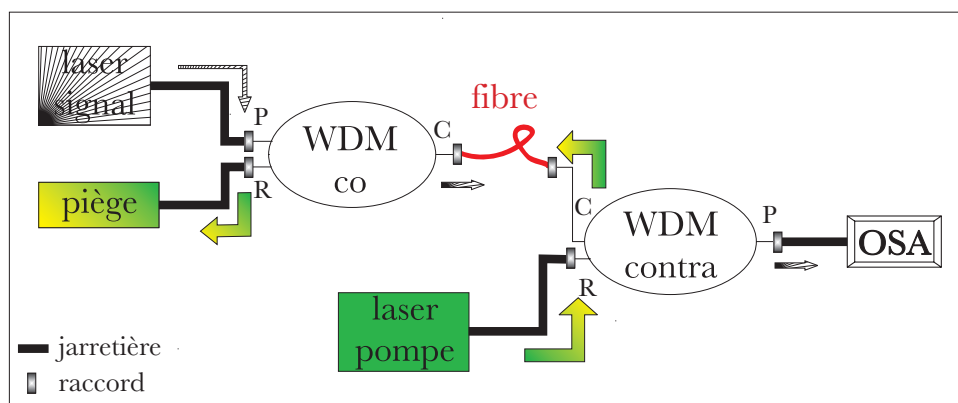 laser
signal
P
WDM
co
C
fibre
piège
R
C
WDM
contra
P
OSA
R
laser
pompe
jarretière
raccord